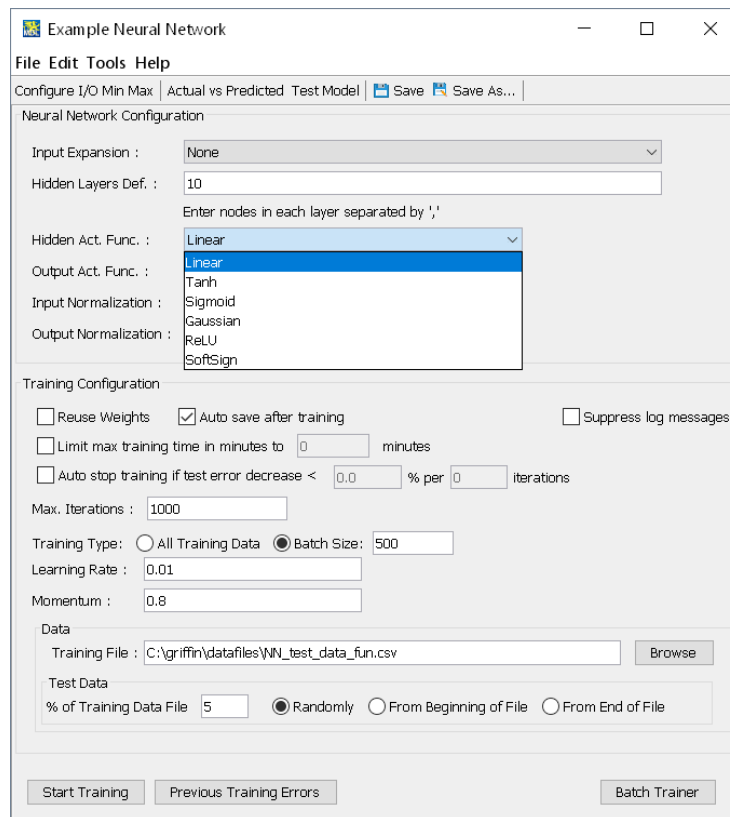 Example Neural Network
File Edit Tools Help
Configure I/O Min Max Actual vs Predicted Test Model Save Save As...
Neural Network Configuration
Input Expansion : None
Hidden Layers Def. : 10
Enter nodes in each layer separated by ','
Hidden Act. Func. : Linear
Linear
Output Act. Func. :
Tanh
Input Normalization : Sigmoid
Gaussian
Output Normalization :
ReLU
SoftSign
Training Configuration
Reuse Weights Auto save after training Suppress log messages
Limit max training time in minutes to 0 minutes
Auto stop training if test error decrease < 0.0 % per 0 iterations
Max. Iterations : 1000
Training Type: All Training Data Batch Size: 500
Learning Rate : 0.01
Momentum : 0.8
Data
Training File : C:\griffin\datafiles\NN_test_data_fun.csv Browse
Test Data
% of Training Data File 5 Randomly From Beginning of File From End of File
Start Training Previous Training Errors Batch Trainer